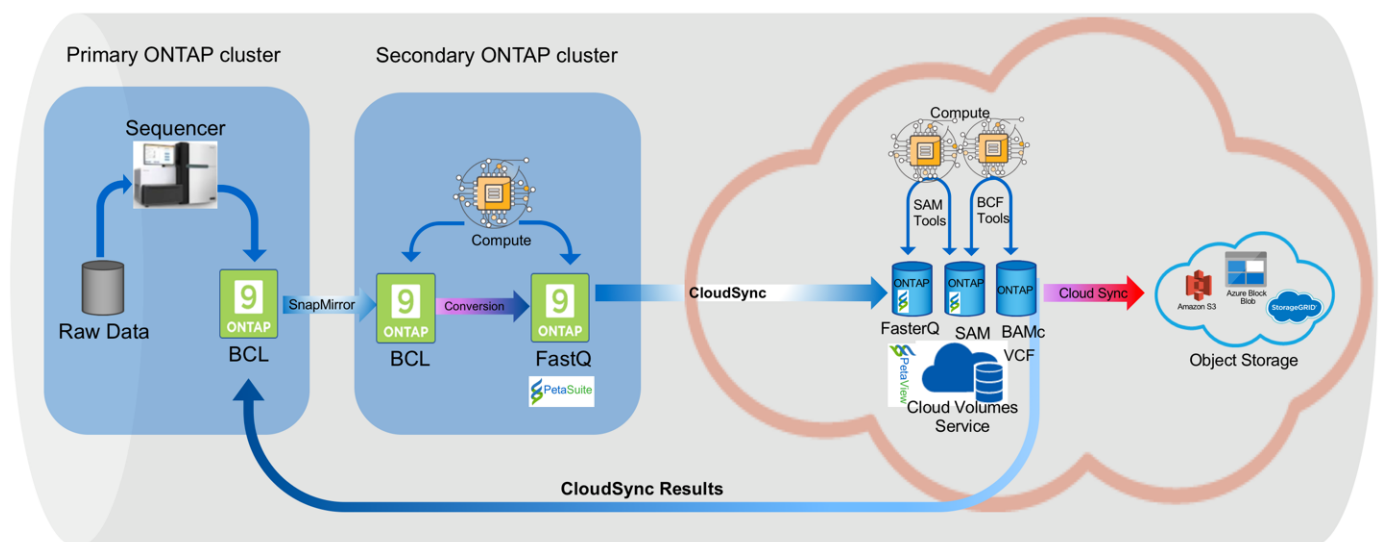 Primary ONTAP cluster
Sequencer
Raw Data
9
ONTAP
BCL
SnapMirror
Secondary ONTAP cluster
Compute
9
ONTAP
BCL
Conversion
9
ONTAP
FastQ
PetaSuite
CloudSync
Compute
SAM
Tools
BCF
Tools
ONTAP
FasterQ
ONTAP
SAM
ONTAP
BAMc
VCF
PetaView
Cloud Volumes
Service
Cloud Sync
Amazon S3
Azure Block
Blob
StorageGRID
Object Storage
CloudSync Results